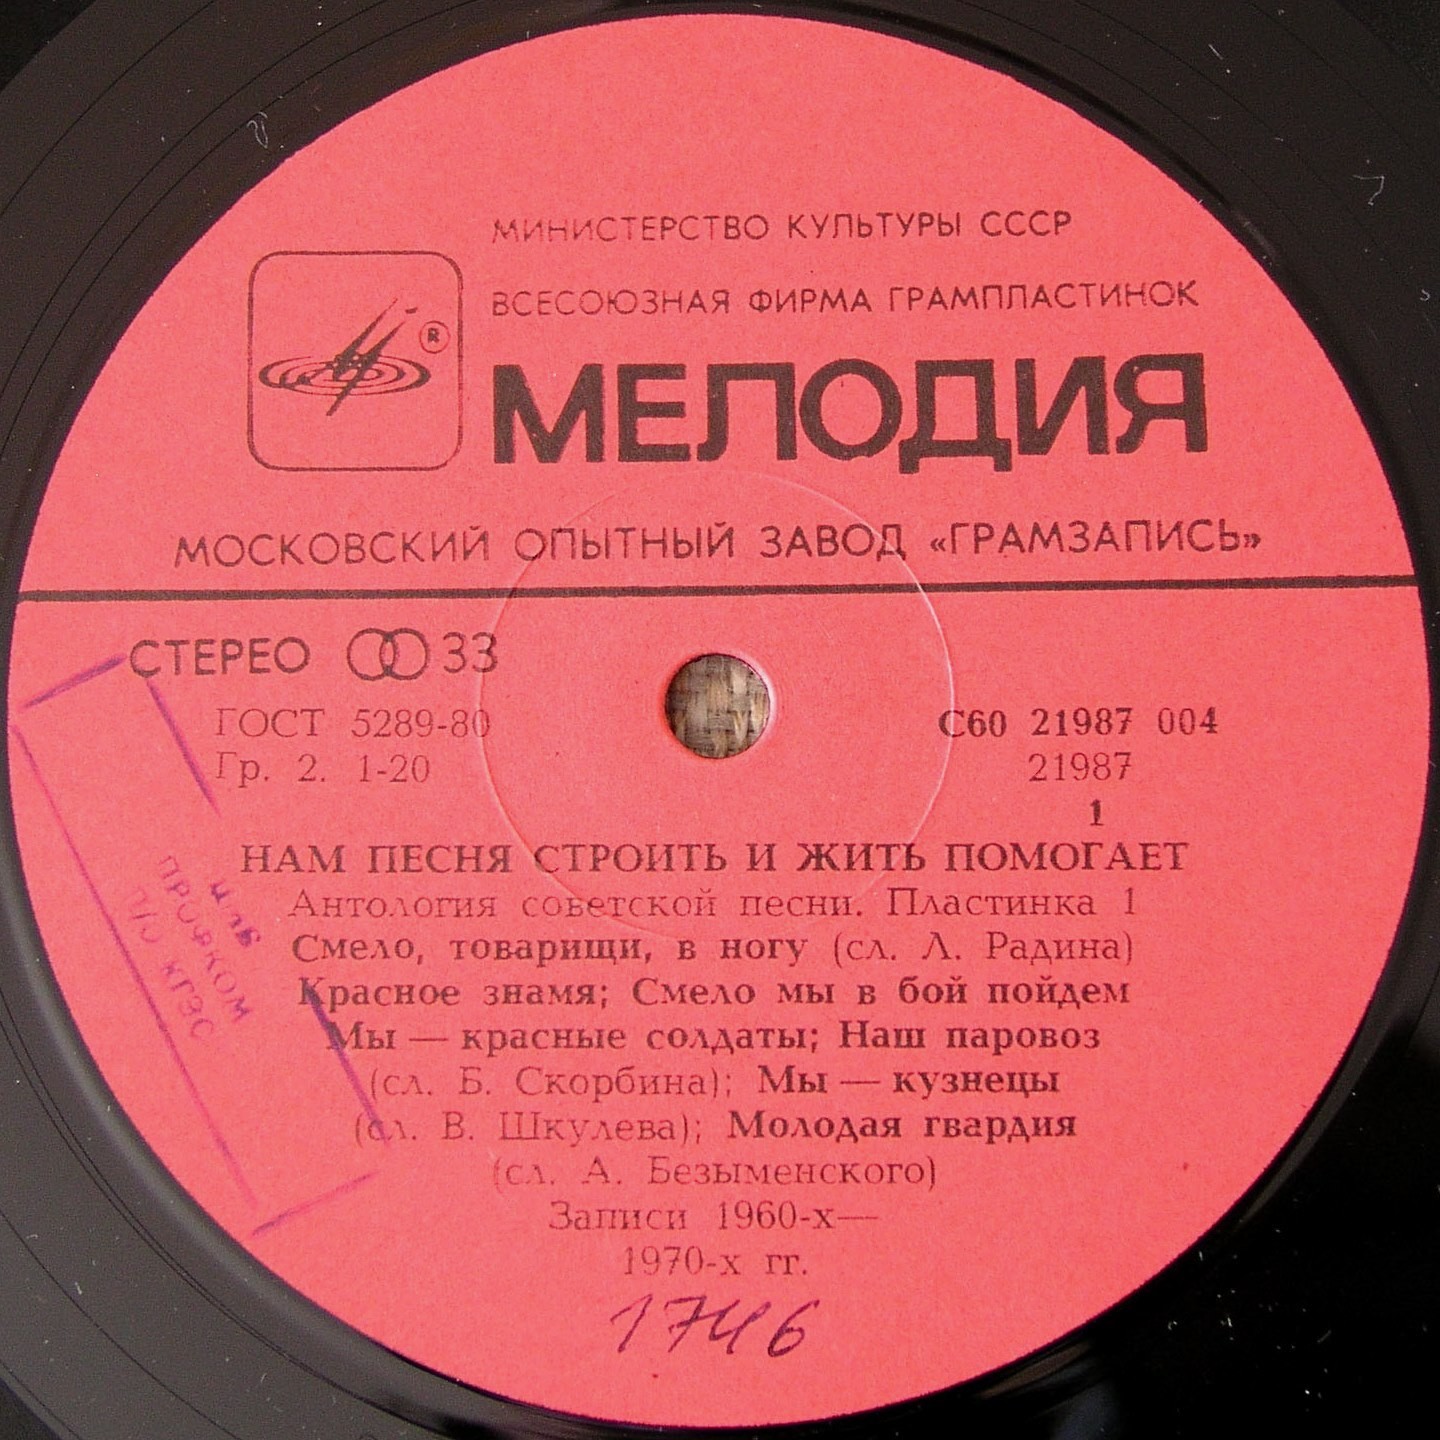 МИНИСТЕРСТВО КУЛЬТУРЫ СССР
ВСЕСОЮЗНАЯ ФИРМА ГРАМПЛАСТИНОК
®
МЕЛОДИЯ
МОСКОВСКИЙ ОПЫТНЫЙ ЗАВОД «ГРАМЗАПИСЬ»
СТЕРЕО 33
ГОСТ 5289-80
Гр. 2. 1-20
С60 21987 004
21987
1
НАМ ПЕСНЯ СТРОИТЬ И ЖИТЬ ПОМОГАЕТ
Антология советской песни. Пластинка 1
Смело, товарищи, в ногу (сл. Л. Радина)
Красное знамя; Смело мы в бой пойдем
Мы — красные солдаты; Наш паровоз
(сл. Б. Скорбина); Мы — кузнецы
(сл. В. Шкулева); Молодая гвардия
(сл. А. Безыменского)
Записи 1960-х—
1970-х гг.
1746
ПРОФКОМ
КГЭС